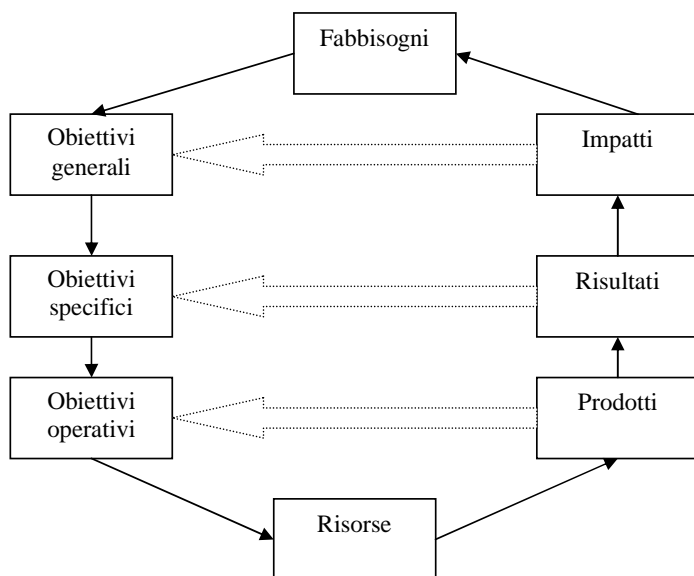 Fabbisogni
Obiettivi
generali
Impatti
Obiettivi
specifici
Risultati
Obiettivi
operativi
Prodotti
Risorse